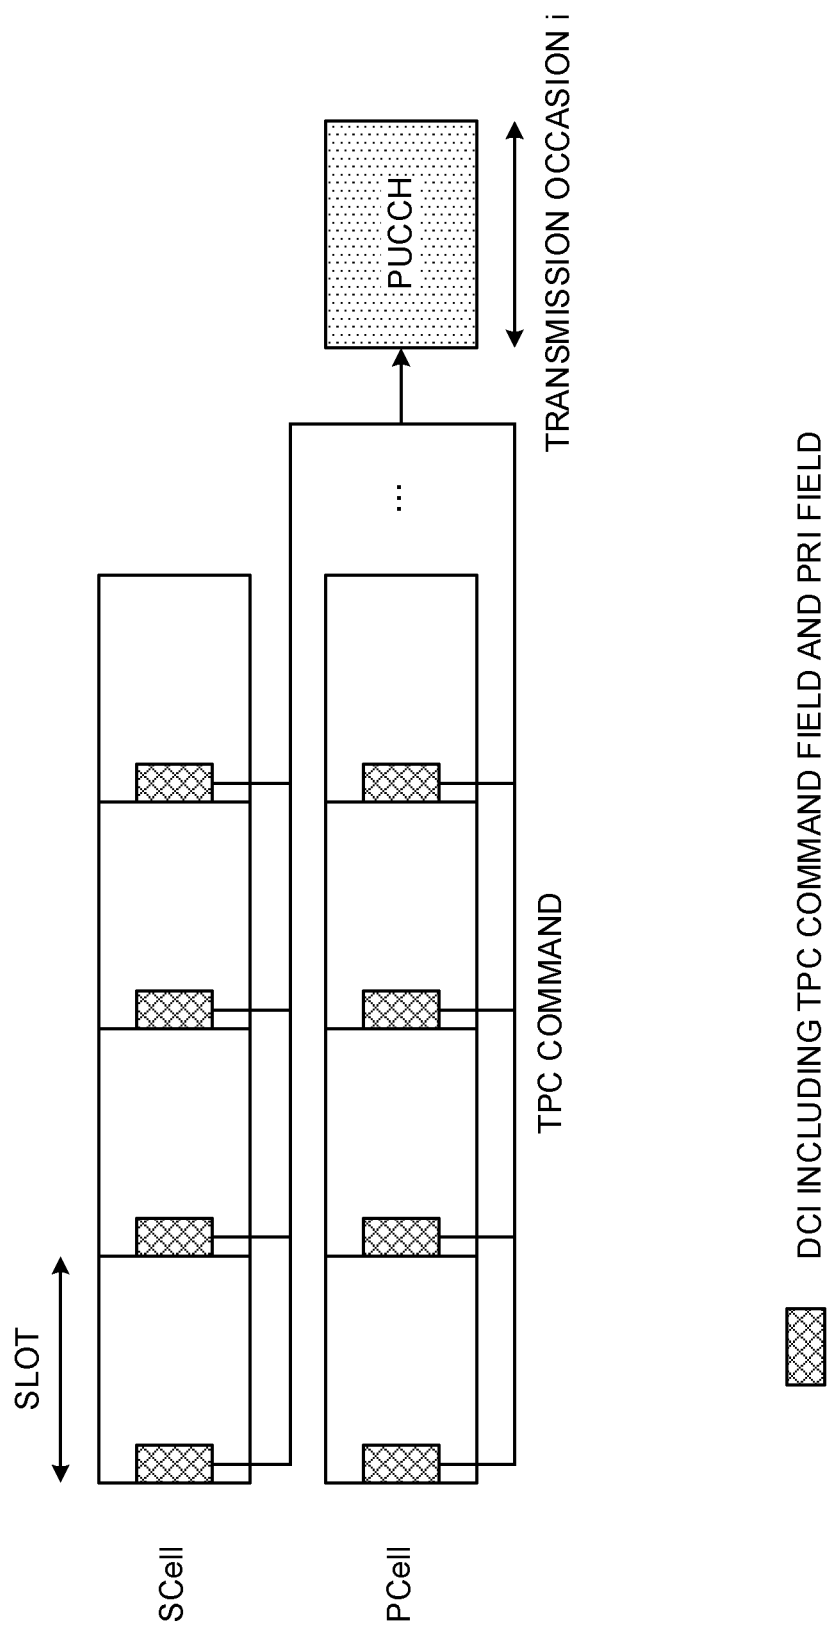 SLOT
SCell
PCell
...
PUCCH
TPC COMMAND
TRANSMISSION OCCASION i
DCI INCLUDING TPC COMMAND FIELD AND PRI FIELD